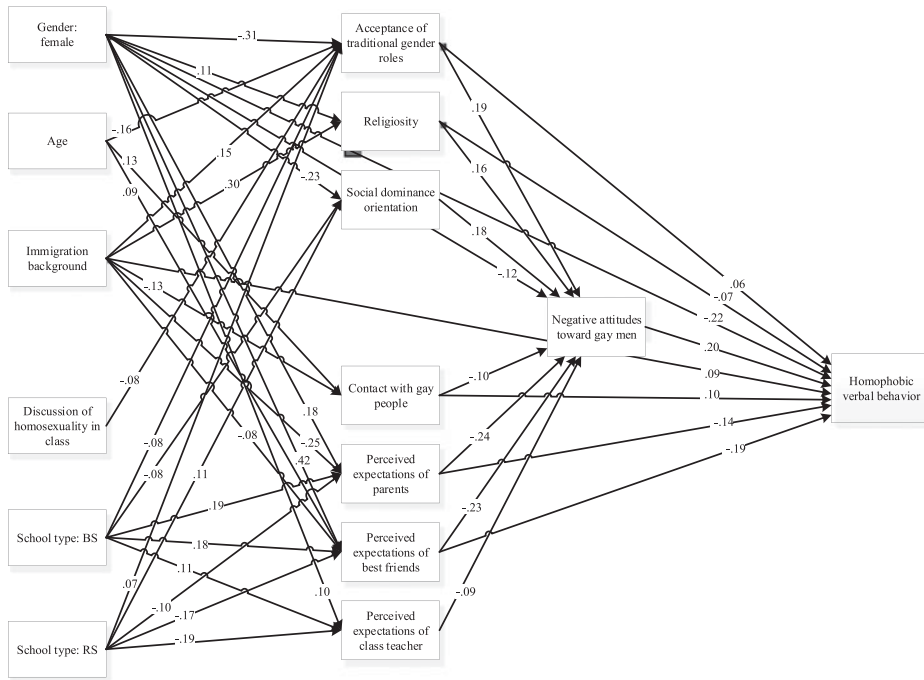 Gender:
female
Age
Immigration
background
Discussion of
homosexuality in
class
School type: BS
School type: RS
Acceptance of
traditional gender
roles
Religiosity
Social dominance
orientation
Contact with gay
people
Perceived
expectations of
parents
Perceived
expectations of
best friends
Perceived
expectations of
class teacher
Negative attitudes
toward gay men
Homophobic
verbal behavior
-.31
.11
-.16
.13
.09
.15
.30
-.23
-.13
-.08
-.08
-.08
.11
-.08
.18
-.25
.42
.19
.18
.11
.07
-.10
-.17
-.19
.10
.19
.16
.18
-.12
-.10
-.24
-.23
-.09
.06
-.07
-.22
.20
.09
.10
-.14
-.19